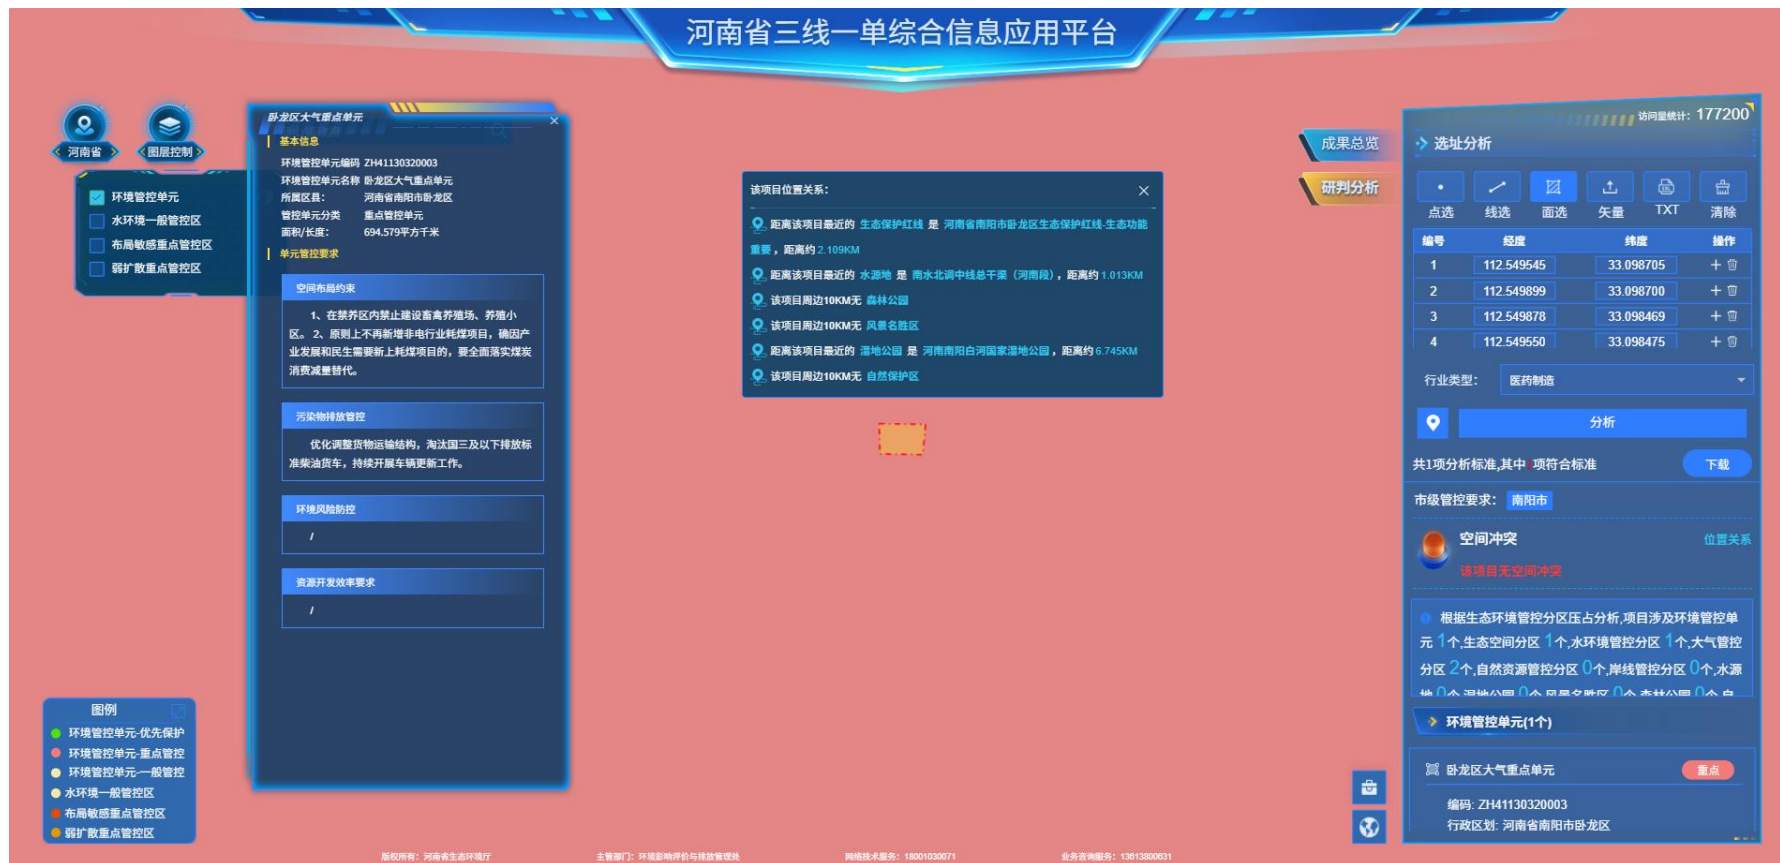 河南省三线一单综合信息应用平台
河南省
图层控制
环境管控单元
水环境一般管控区
布局敏感重点管控区
弱扩散重点管控区
卧龙区大气重点单元
×
基本信息
环境管控单元编码 ZH41130320003
环境管控单元名称 卧龙区大气重点单元
所属区县： 河南省南阳市卧龙区
管控单元分类 重点管控单元
面积/长度： 694.579平方千米
单元管控要求
空间布局约束
1、在禁养区内禁止建设畜禽养殖场、养殖小
区。 2、原则上不再新增非电行业耗煤项目，确因产
业发展和民生需要新上耗煤项目的，要全面落实煤炭
消费减量替代。
污染物排放管控
优化调整货物运输结构，淘汰国三及以下排放标
准柴油货车，持续开展车辆更新工作。
环境风险防控
/
资源开发效率要求
/
该项目位置关系：
×
距离该项目最近的 生态保护红线 是 河南省南阳市卧龙区生态保护红线-生态功能
重要，距离约2.109KM
距离该项目最近的 水源地 是 南水北调中线总干渠（河南段），距离约1.013KM
该项目周边10KM无 森林公园
该项目周边10KM无 风景名胜区
距离该项目最近的 湿地公园 是 河南南阳白河国家湿地公园，距离约6.745KM
该项目周边10KM无 自然保护区
成果总览
研判分析
访问量统计：177200
选址分析
点选 线选 面选 矢量 TXT 清除
编号 经度 纬度 操作
1 112.549545 33.098705 +
2 112.549899 33.098700 +
3 112.549878 33.098469 +
4 112.549550 33.098475 +
行业类型： 医药制造
分析
共1项分析标准,其中 项符合标准
下载
市级管控要求： 南阳市
空间冲突
位置关系
该项目无空间冲突
根据生态环境管控分区压占分析,项目涉及环境管控单
元 1个,生态空间分区 1个,水环境管控分区 1个,大气管控
分区 2个,自然资源管控分区 0个,岸线管控分区 0个,水源
地 0个,湿地公园 0个,风景名胜区 0个,森林公园 0个,自
环境管控单元(1个)
卧龙区大气重点单元
重点
编码: ZH41130320003
行政区划: 河南省南阳市卧龙区
图例
环境管控单元-优先保护
环境管控单元-重点管控
环境管控单元-一般管控
水环境一般管控区
布局敏感重点管控区
弱扩散重点管控区
版权所有：河南省生态环境厅
主管部门：环境影响评价与排放管理处
网络技术服务：18001030071
业务咨询服务：13613800631